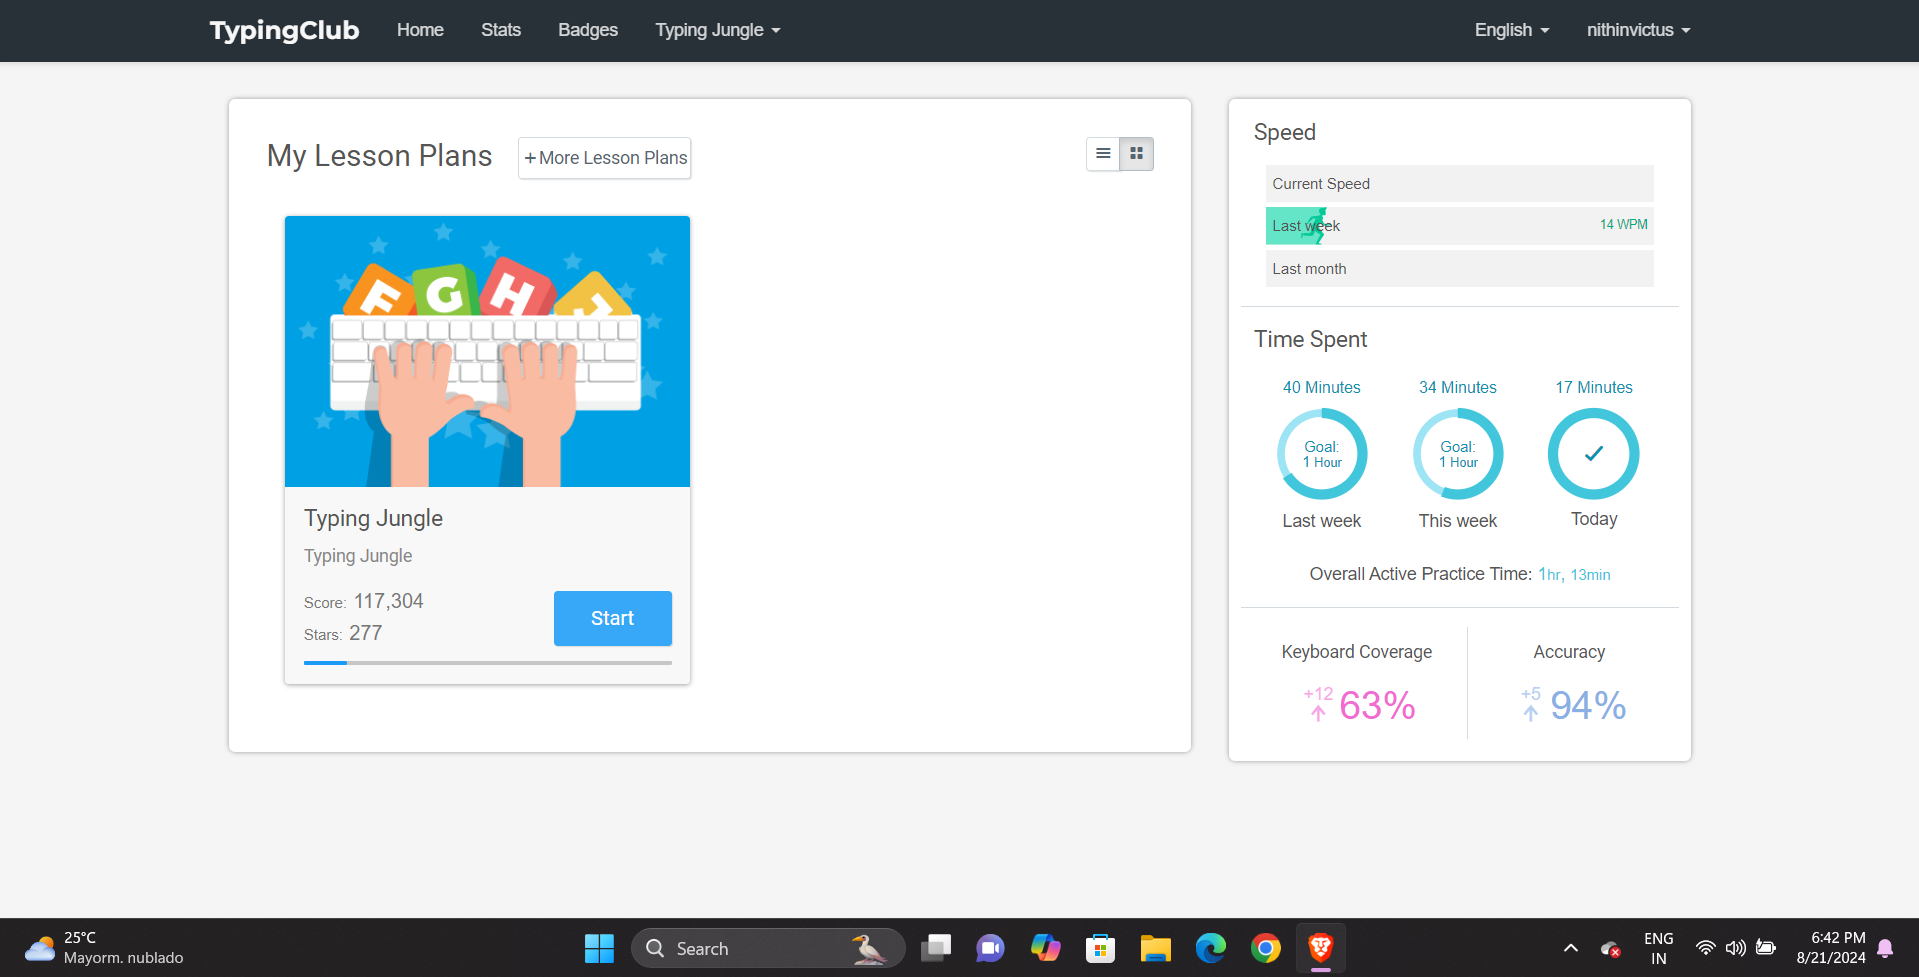 TypingClub Home Stats Badges Typing Jungle English nithinvictus
My Lesson Plans +More Lesson Plans
F G H J
Typing Jungle
Typing Jungle
Score: 117,304
Stars: 277
Start
Speed
Current Speed
Last week 14 WPM
Last month
Time Spent
40 Minutes 34 Minutes 17 Minutes
Goal: Goal:
1 Hour 1 Hour
Last week This week Today
Overall Active Practice Time: 1hr, 13min
Keyboard Coverage Accuracy
+12 63% +5 94%
25°C
Mayorm. nublado
Search
ENG
IN
6:42 PM
8/21/2024